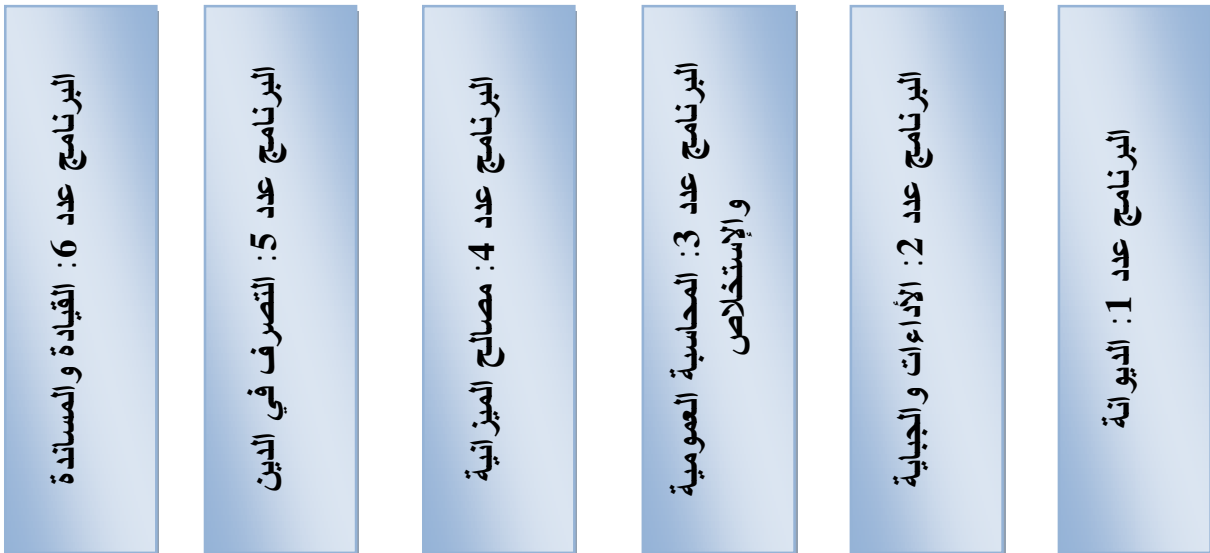 البرنامج عدد 1: الديوانة
البرنامج عدد 2: الأداءات والجباية
البرنامج عدد 3: المحاسبة العمومية
والإستخلاص
البرنامج عدد 4: مصالح الميزانية
البرنامج عدد 5: التصرف في الدين
البرنامج عدد 6: القيادة والمساندة